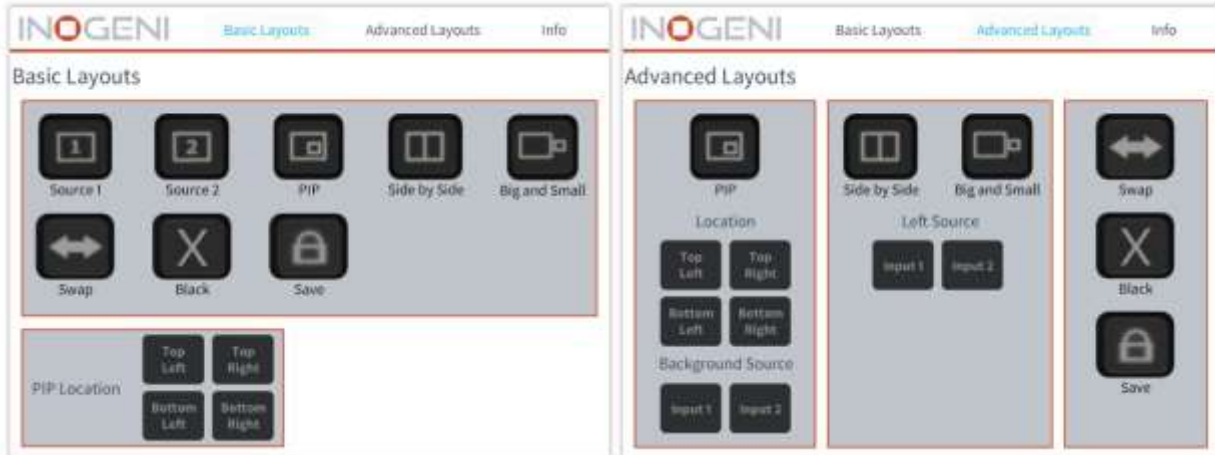 INOGENI Basic Layouts Advanced Layouts Info
Basic Layouts
1 2
Source 1 Source 2 PIP Side by Side Big and Small
Swap Black Save
PIP Location
Top Left Top Right
Bottom Left Bottom Right
INOGENI Basic Layouts Advanced Layouts Info
Advanced Layouts
PIP
Location
Top Left Top Right
Bottom Left Bottom Right
Background Source
Input 1 Input 2
Side by Side Big and Small
Left Source
Input 1 Input 2
Swap
Black
Save